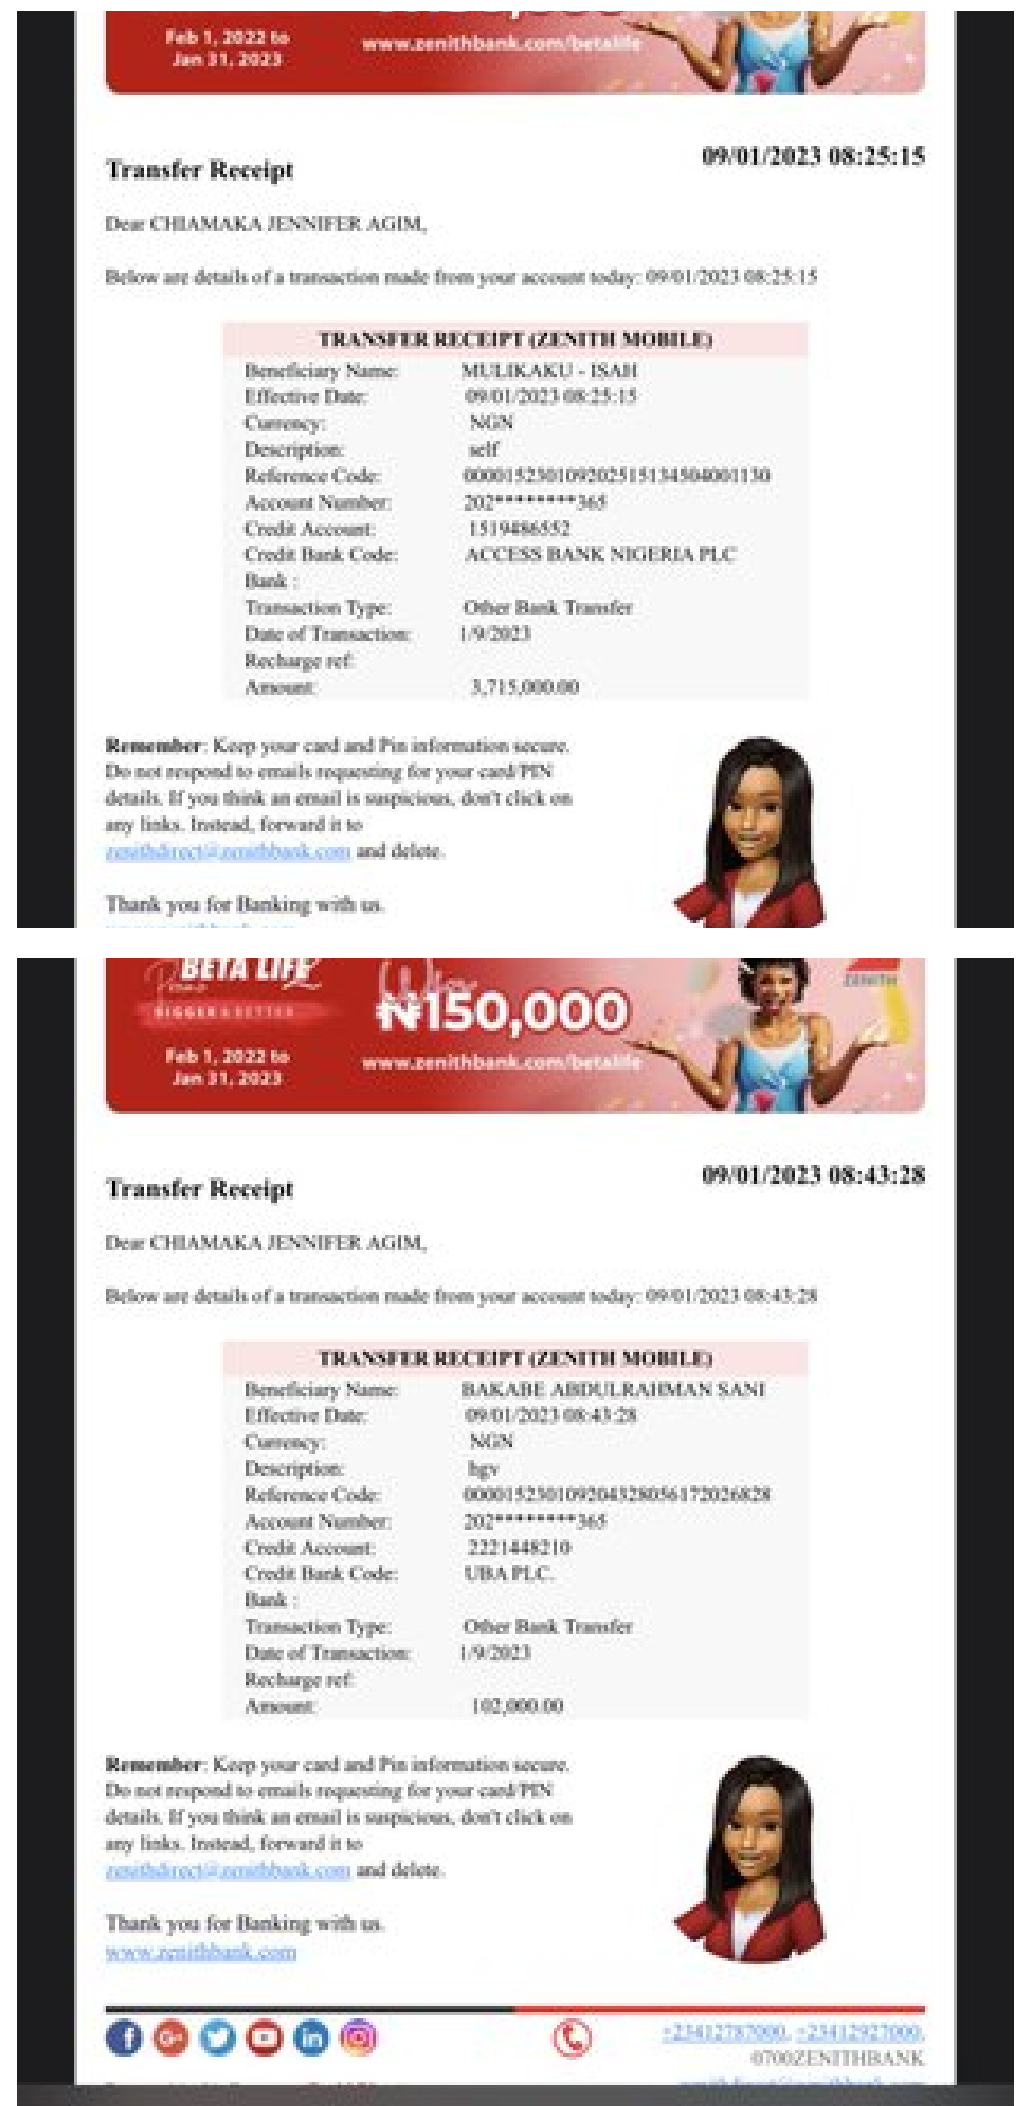 Feb 1, 2022 to
Jan 31, 2023
www.zenithbank.com/betalife
09/01/2023 08:25:15
Transfer Receipt
Dear CHIAMAKA JENNIFER AGIM,
Below are details of a transaction made from your account today: 09/01/2023 08:25:15
TRANSFER RECEIPT (ZENITH MOBILE)
Beneficiary Name: MULIKAKU - ISAH
Effective Date: 09/01/2023 08:25:15
Currency: NGN
Description: self
Reference Code: 000015230109202515134504001130
Account Number: 202********365
Credit Account: 1519486552
Credit Bank Code: ACCESS BANK NIGERIA PLC
Bank :
Transaction Type: Other Bank Transfer
Date of Transaction: 1/9/2023
Recharge ref:
Amount: 3,715,000.00
Remember: Keep your card and Pin information secure.
Do not respond to emails requesting for your card/PIN
details. If you think an email is suspicious, don't click on
any links. Instead, forward it to
zenithdirect@zenithbank.com and delete.
Thank you for Banking with us.
BETA LIFE
Win
BIGGER & BETTER
₦150,000
ZENITH
Feb 1, 2022 to
Jan 31, 2023
www.zenithbank.com/betalife
09/01/2023 08:43:28
Transfer Receipt
Dear CHIAMAKA JENNIFER AGIM,
Below are details of a transaction made from your account today: 09/01/2023 08:43:28
TRANSFER RECEIPT (ZENITH MOBILE)
Beneficiary Name: BAKABE ABDULRAHMAN SANI
Effective Date: 09/01/2023 08:43:28
Currency: NGN
Description: hgv
Reference Code: 000015230109204328056172026828
Account Number: 202********365
Credit Account: 2221448210
Credit Bank Code: UBA PLC.
Bank :
Transaction Type: Other Bank Transfer
Date of Transaction: 1/9/2023
Recharge ref:
Amount: 102,000.00
Remember: Keep your card and Pin information secure.
Do not respond to emails requesting for your card/PIN
details. If you think an email is suspicious, don't click on
any links. Instead, forward it to
zenithdirect@zenithbank.com and delete.
Thank you for Banking with us.
www.zenithbank.com
+23412787000, +23412927000,
0700ZENITHBANK
zenithdirect@zenithbank.com